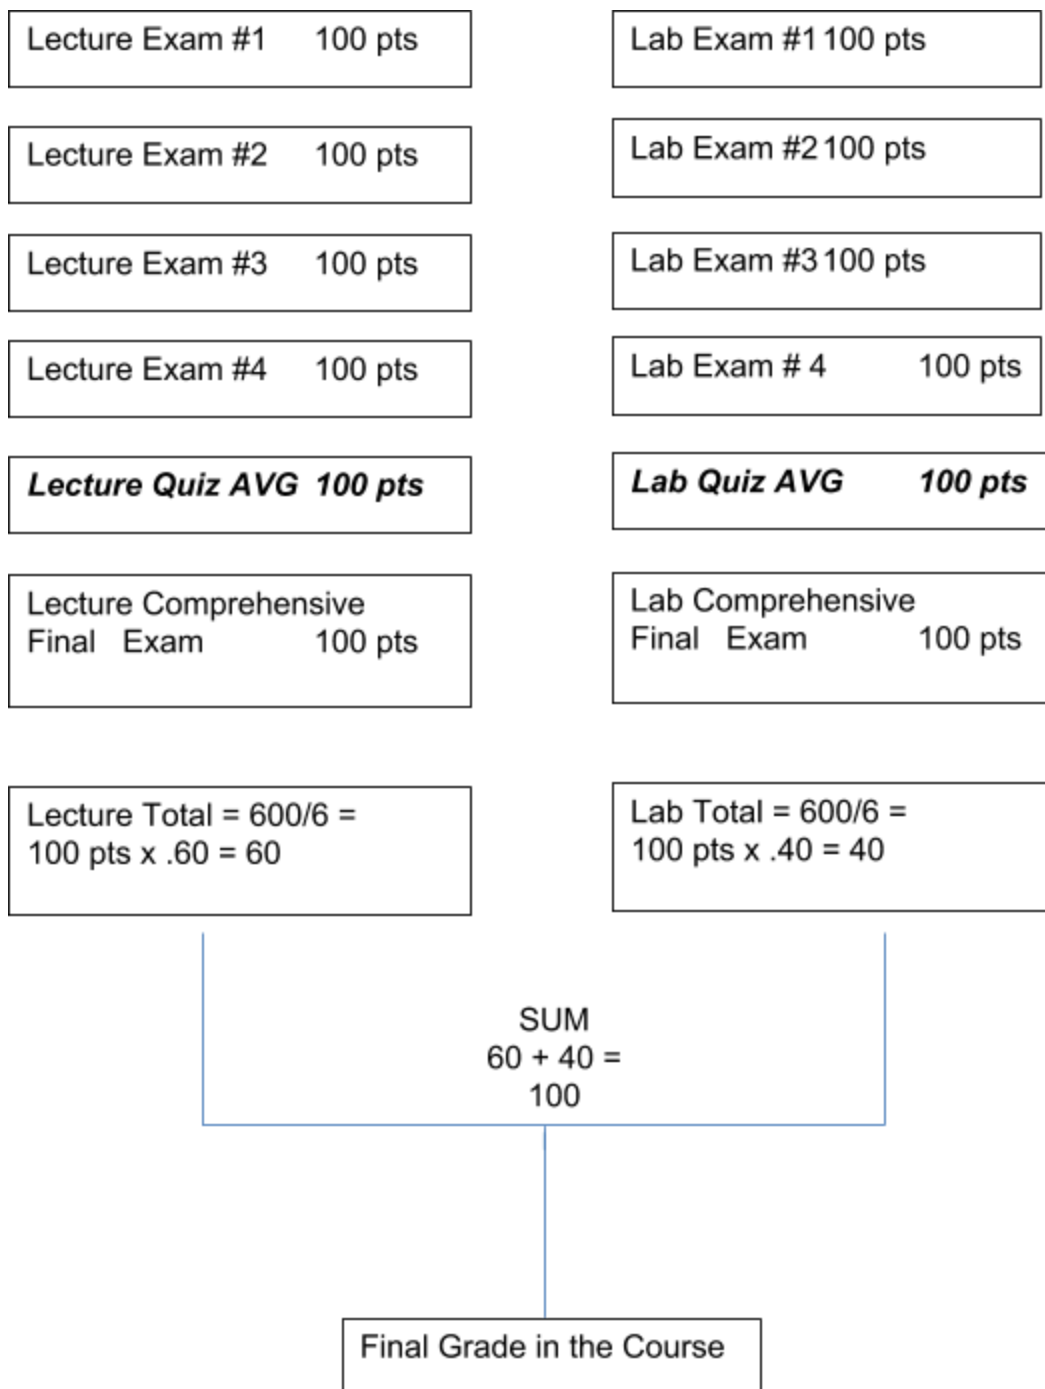 Lecture Exam #1 100 pts
Lecture Exam #2 100 pts
Lecture Exam #3 100 pts
Lecture Exam #4 100 pts
Lecture Quiz AVG 100 pts
Lecture Comprehensive
Final Exam 100 pts
Lecture Total = 600/6 =
100 pts x .60 = 60
Lab Exam #1 100 pts
Lab Exam #2 100 pts
Lab Exam #3 100 pts
Lab Exam # 4 100 pts
Lab Quiz AVG 100 pts
Lab Comprehensive
Final Exam 100 pts
Lab Total = 600/6 =
100 pts x .40 = 40
SUM
60 + 40 =
100
Final Grade in the Course